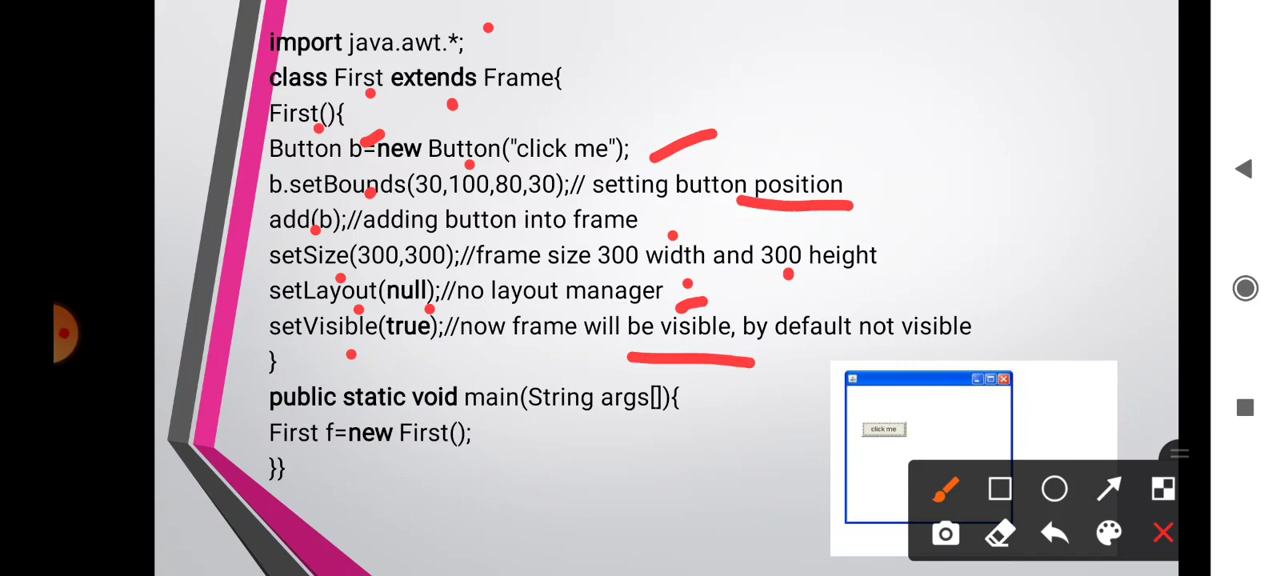 import java.awt.*;
class First extends Frame{
First(){
Button b=new Button("click me");
b.setBounds(30,100,80,30);// setting button position
add(b);//adding button into frame
setSize(300,300);//frame size 300 width and 300 height
setLayout(null);//no layout manager
setVisible(true);//now frame will be visible, by default not visible
}
public static void main(String args[]){
First f=new First();
}}
click me